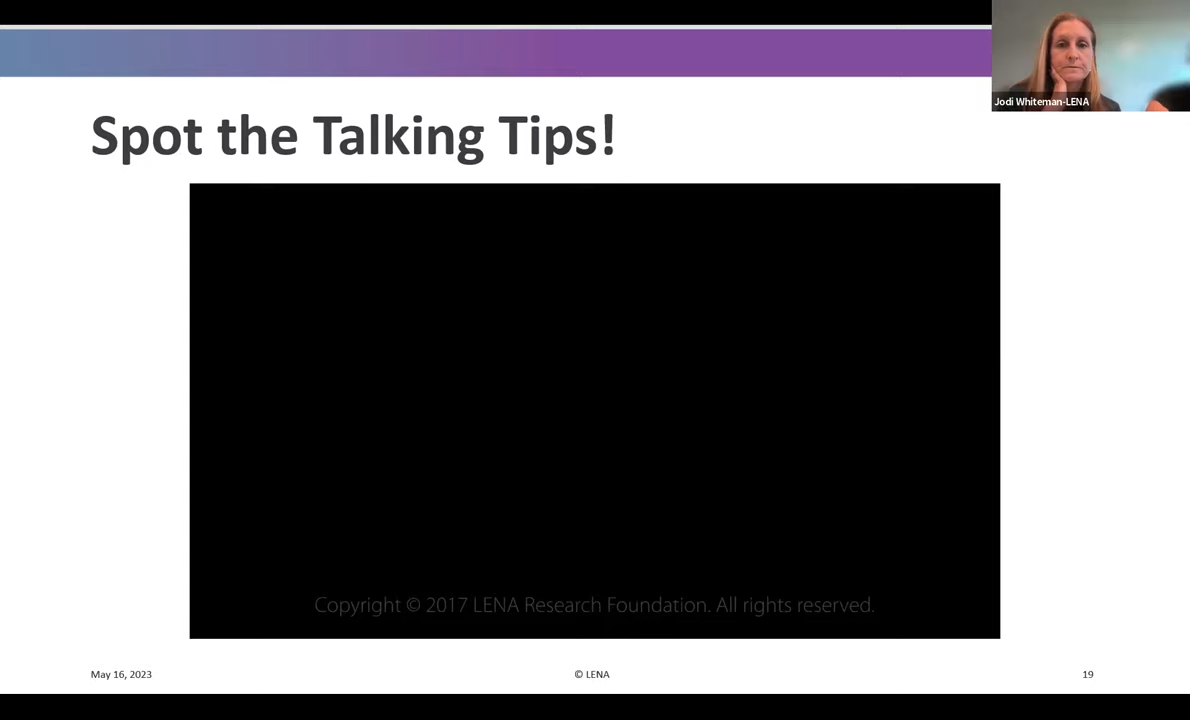 Jodi Whiteman-LENA
Spot the Talking Tips!
Copyright © 2017 LENA Research Foundation. All rights reserved.
May 16, 2023
© LENA
19